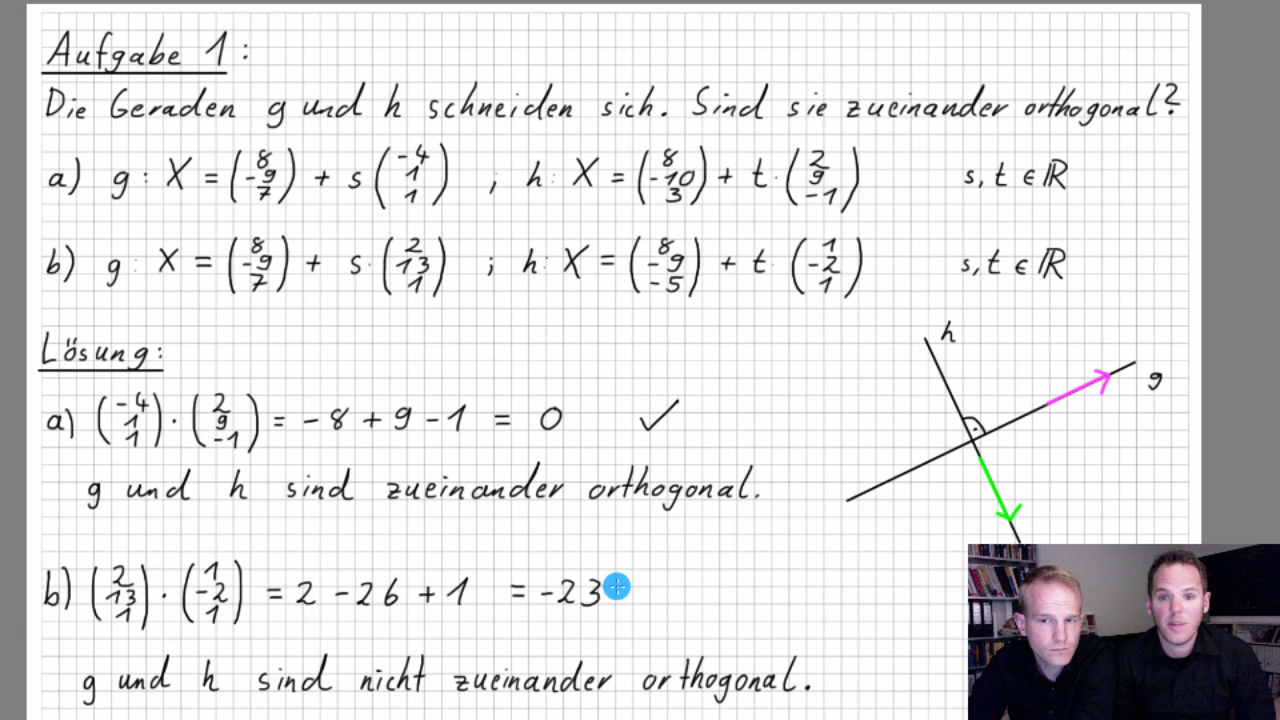 Aufgabe 1:
Die Geraden g und h schneiden sich. Sind sie zueinander orthogonal?
a) g: X = (8 -9 7) + s (-4 1 1) ; h: X = (8 -10 3) + t · (2 9 -1) s, t ∈ ℝ
b) g: X = (8 -9 7) + s · (2 13 1) ; h: X = (8 -9 -5) + t · (1 -2 1) s, t ∈ ℝ
Lösung:
h
g
a) (-4 1 1) · (2 9 -1) = -8 + 9 - 1 = 0 ✓
g und h sind zueinander orthogonal.
b) (2 13 1) · (1 -2 1) = 2 - 26 + 1 = -23
g und h sind nicht zueinander orthogonal.